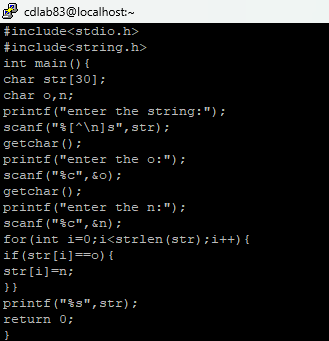 cdlab83@localhost:~
#include<stdio.h>
#include<string.h>
int main(){
char str[30];
char o,n;
printf("enter the string:");
scanf("%[^\n]s",str);
getchar();
printf("enter the o:");
scanf("%c",&o);
getchar();
printf("enter the n:");
scanf("%c",&n);
for(int i=0;i<strlen(str);i++){
if(str[i]==o){
str[i]=n;
}}
printf("%s",str);
return 0;
}